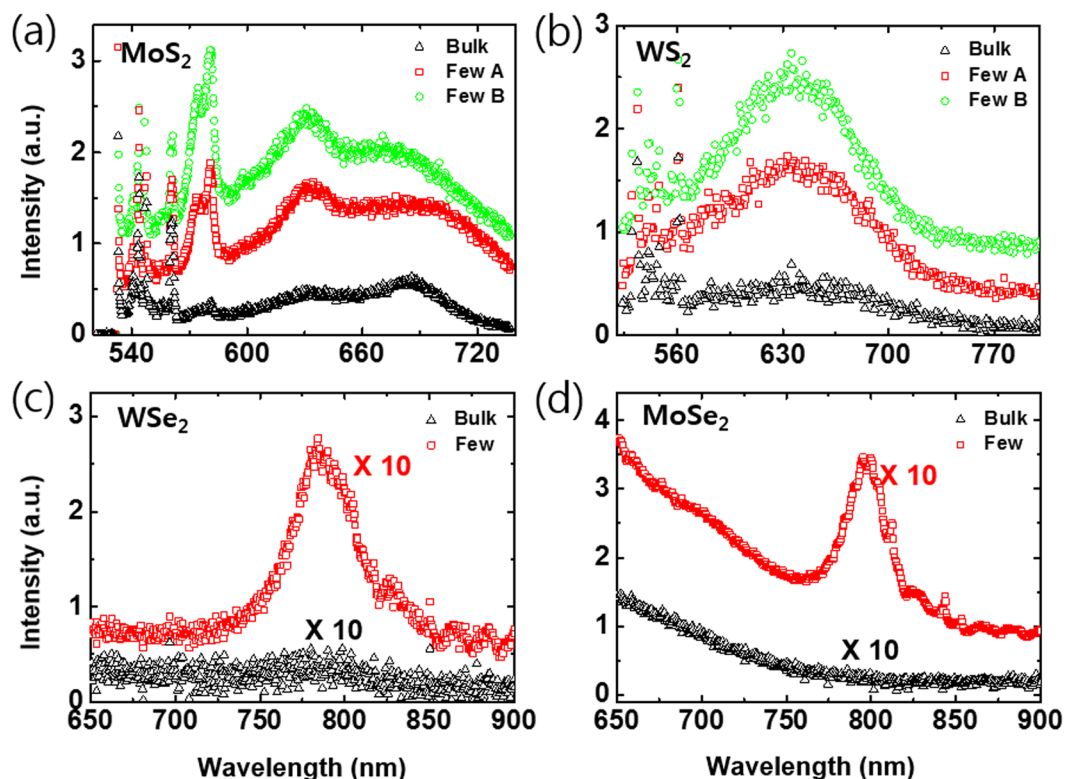 (a)
MoS2
Bulk
Few A
Few B
3
2
1
0
540
600
660
720
Intensity (a.u.)
(b)
WS2
Bulk
Few A
Few B
3
2
1
0
560
630
700
770
(c)
WSe2
Bulk
Few
X 10
X 10
3
2
1
0
650
700
750
800
850
900
Intensity (a.u.)
Wavelength (nm)
(d)
MoSe2
Bulk
Few
X 10
X 10
4
3
2
1
0
650
700
750
800
850
900
Wavelength (nm)